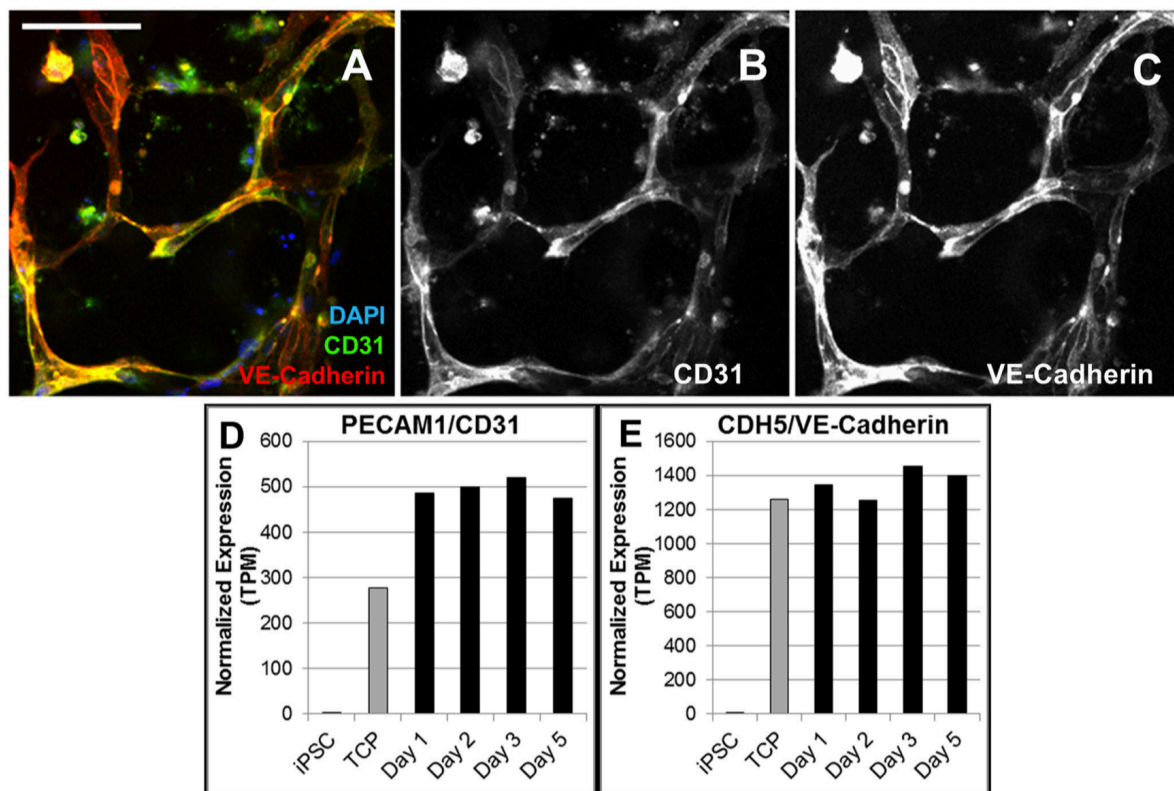 A
DAPI
CD31
VE-Cadherin
B
CD31
C
VE-Cadherin
D
PECAM1/CD31
Normalized Expression
(TPM)
600
500
400
300
200
100
0
iPSC
TCP
Day 1
Day 2
Day 3
Day 5
E
CDH5/VE-Cadherin
Normalized Expression
(TPM)
1600
1400
1200
1000
800
600
400
200
0
iPSC
TCP
Day 1
Day 2
Day 3
Day 5